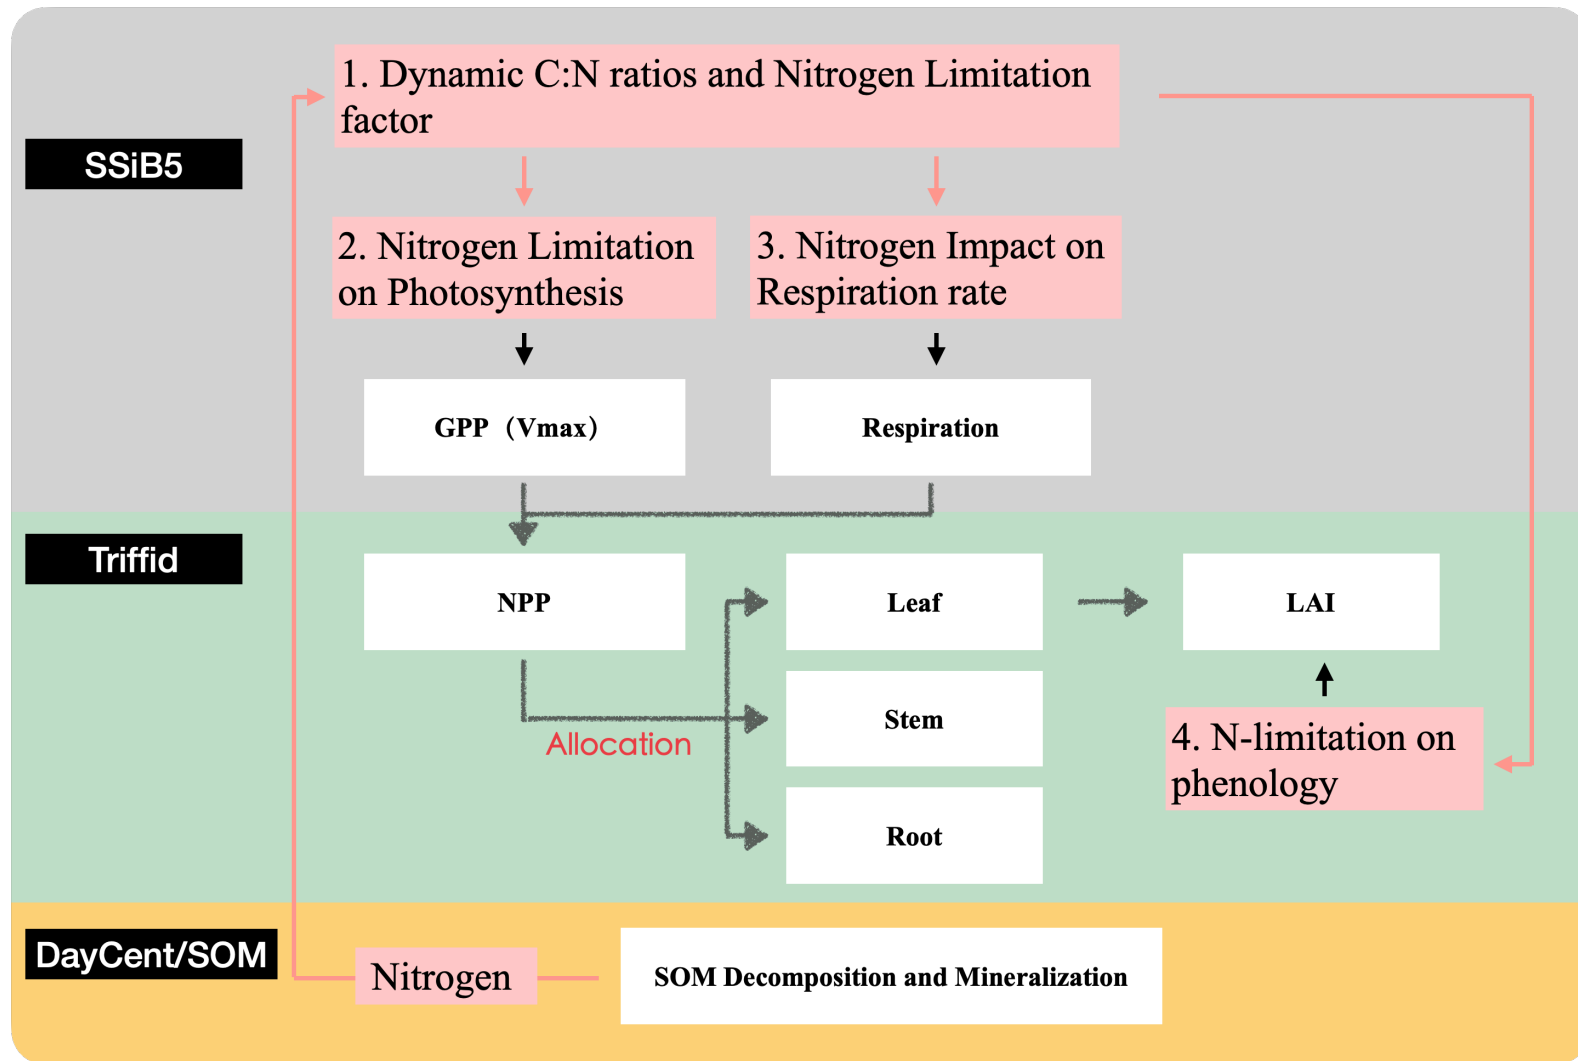 1. Dynamic C:N ratios and Nitrogen Limitation
factor
SSiB5
2. Nitrogen Limitation
on Photosynthesis
3. Nitrogen Impact on
Respiration rate
GPP（Vmax）
Respiration
Triffid
NPP
Leaf
LAI
Stem
Allocation
4. N-limitation on
phenology
Root
DayCent/SOM
Nitrogen
SOM Decomposition and Mineralization